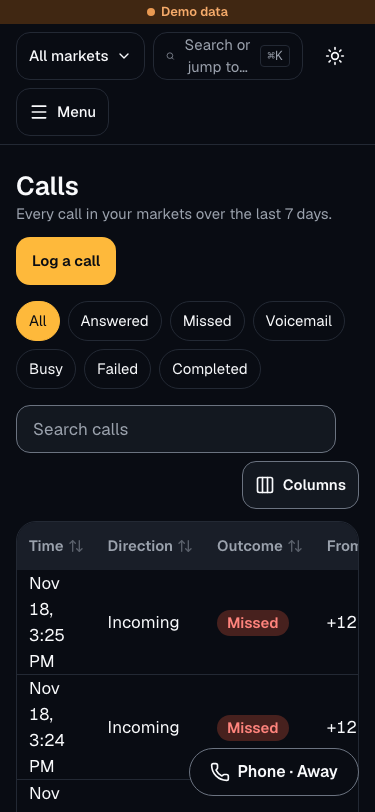 Demo data
All markets
Search or
jump to...
⌘K
Menu
Calls
Every call in your markets over the last 7 days.
Log a call
All
Answered
Missed
Voicemail
Busy
Failed
Completed
Search calls
Columns
Time
Direction
Outcome
From
Nov
18,
3:25
PM
Incoming
Missed
+12
Nov
18,
3:24
PM
Incoming
Missed
+12
Nov
Phone · Away